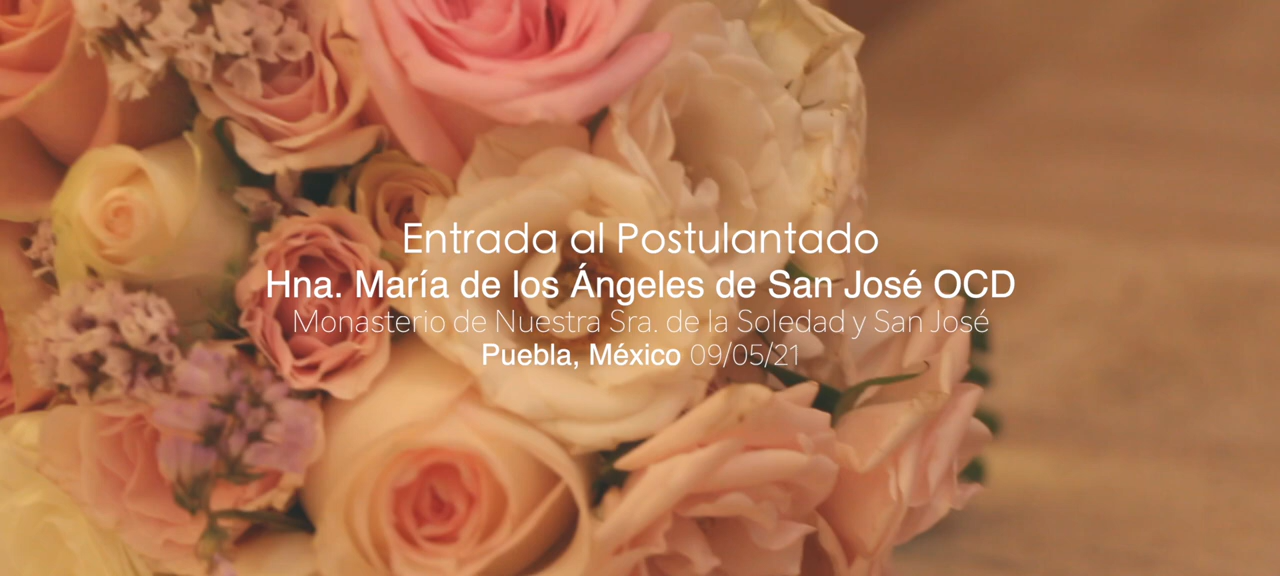 Entrada al Postulantado
Hna. María de los Ángeles de San José OCD
Monasterio de Nuestra Sra. de la Soledad y San José
Puebla, México 09/05/21